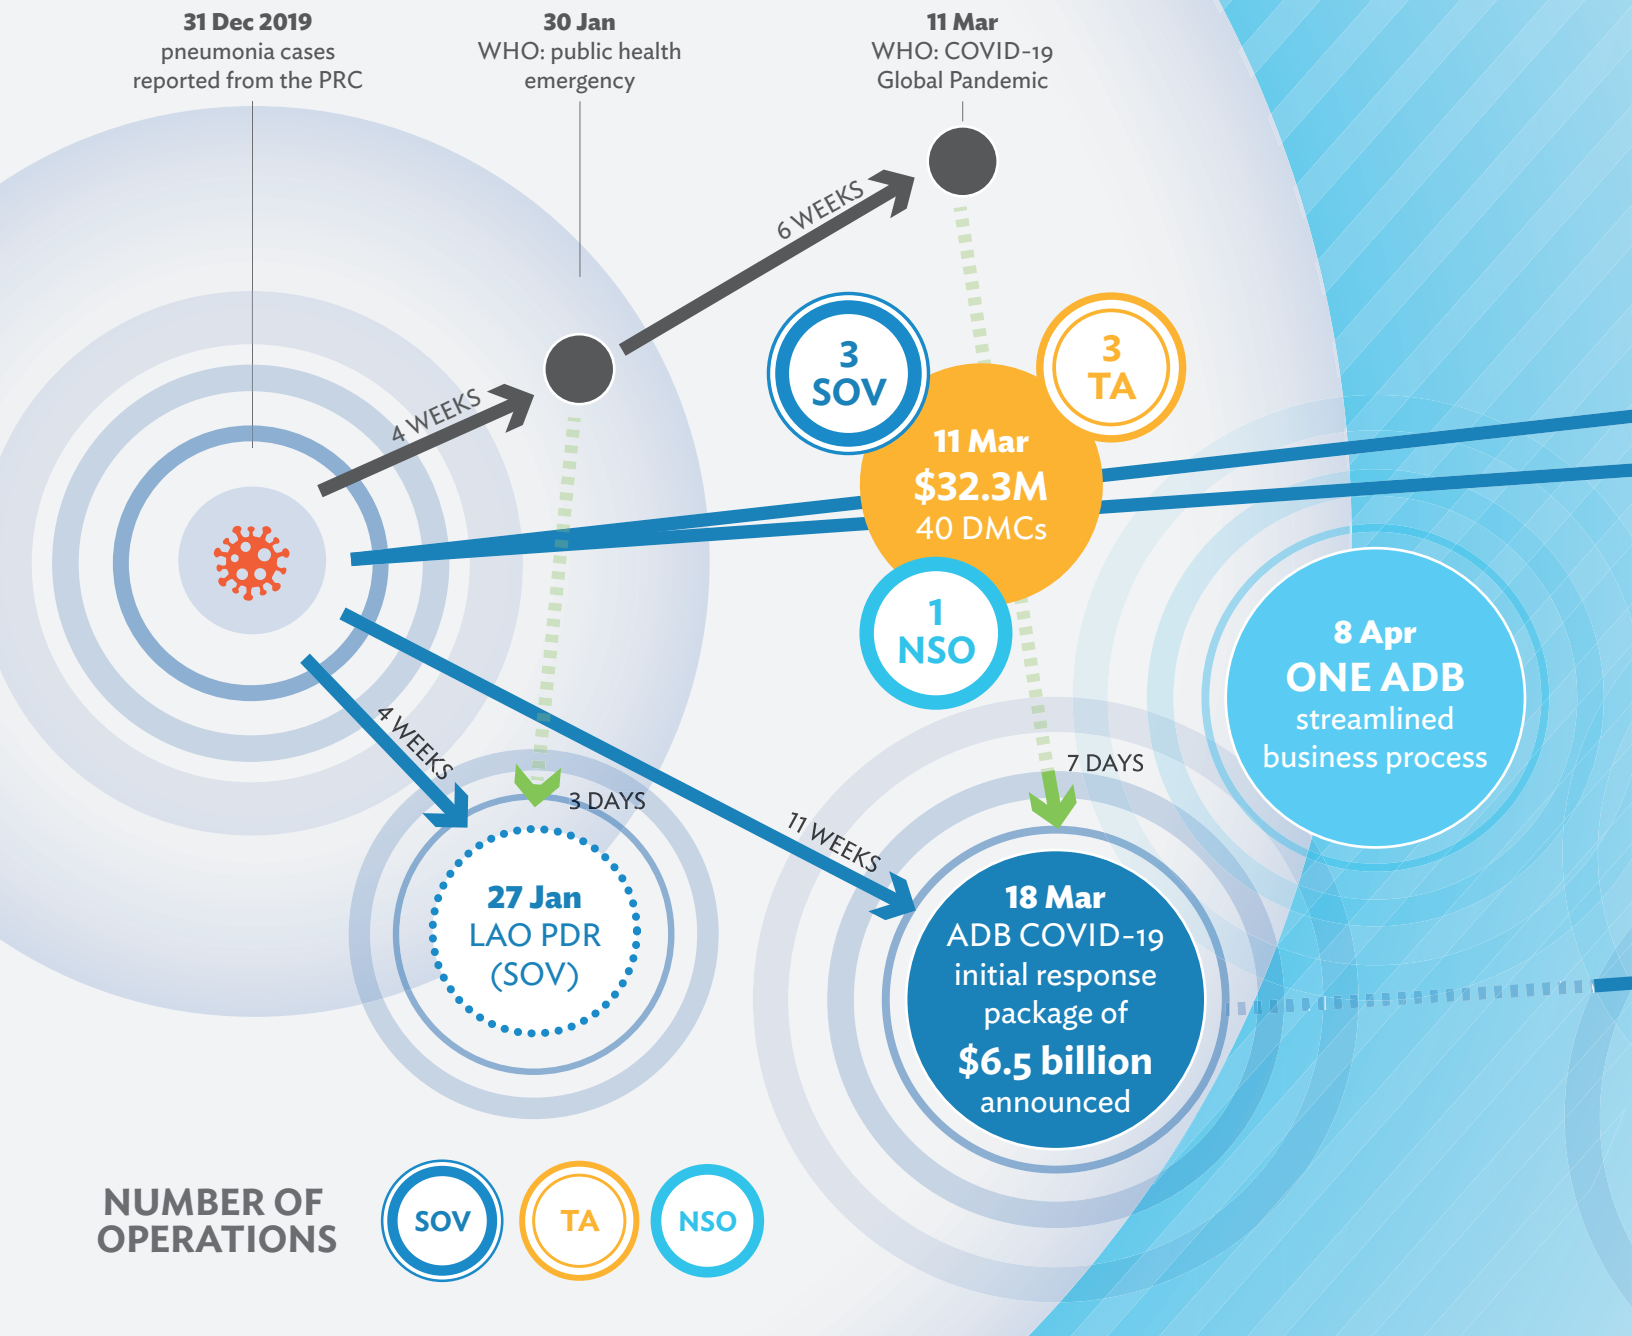 31 Dec 2019
pneumonia cases
reported from the PRC
30 Jan
WHO: public health
emergency
11 Mar
WHO: COVID-19
Global Pandemic
6 WEEKS
4 WEEKS
3
SOV
3
TA
11 Mar
$32.3M
40 DMCs
1
NSO
8 Apr
ONE ADB
streamlined
business process
4 WEEKS
3 DAYS
11 WEEKS
7 DAYS
27 Jan
LAO PDR
(SOV)
18 Mar
ADB COVID-19
initial response
package of
$6.5 billion
announced
NUMBER OF
OPERATIONS
SOV
TA
NSO